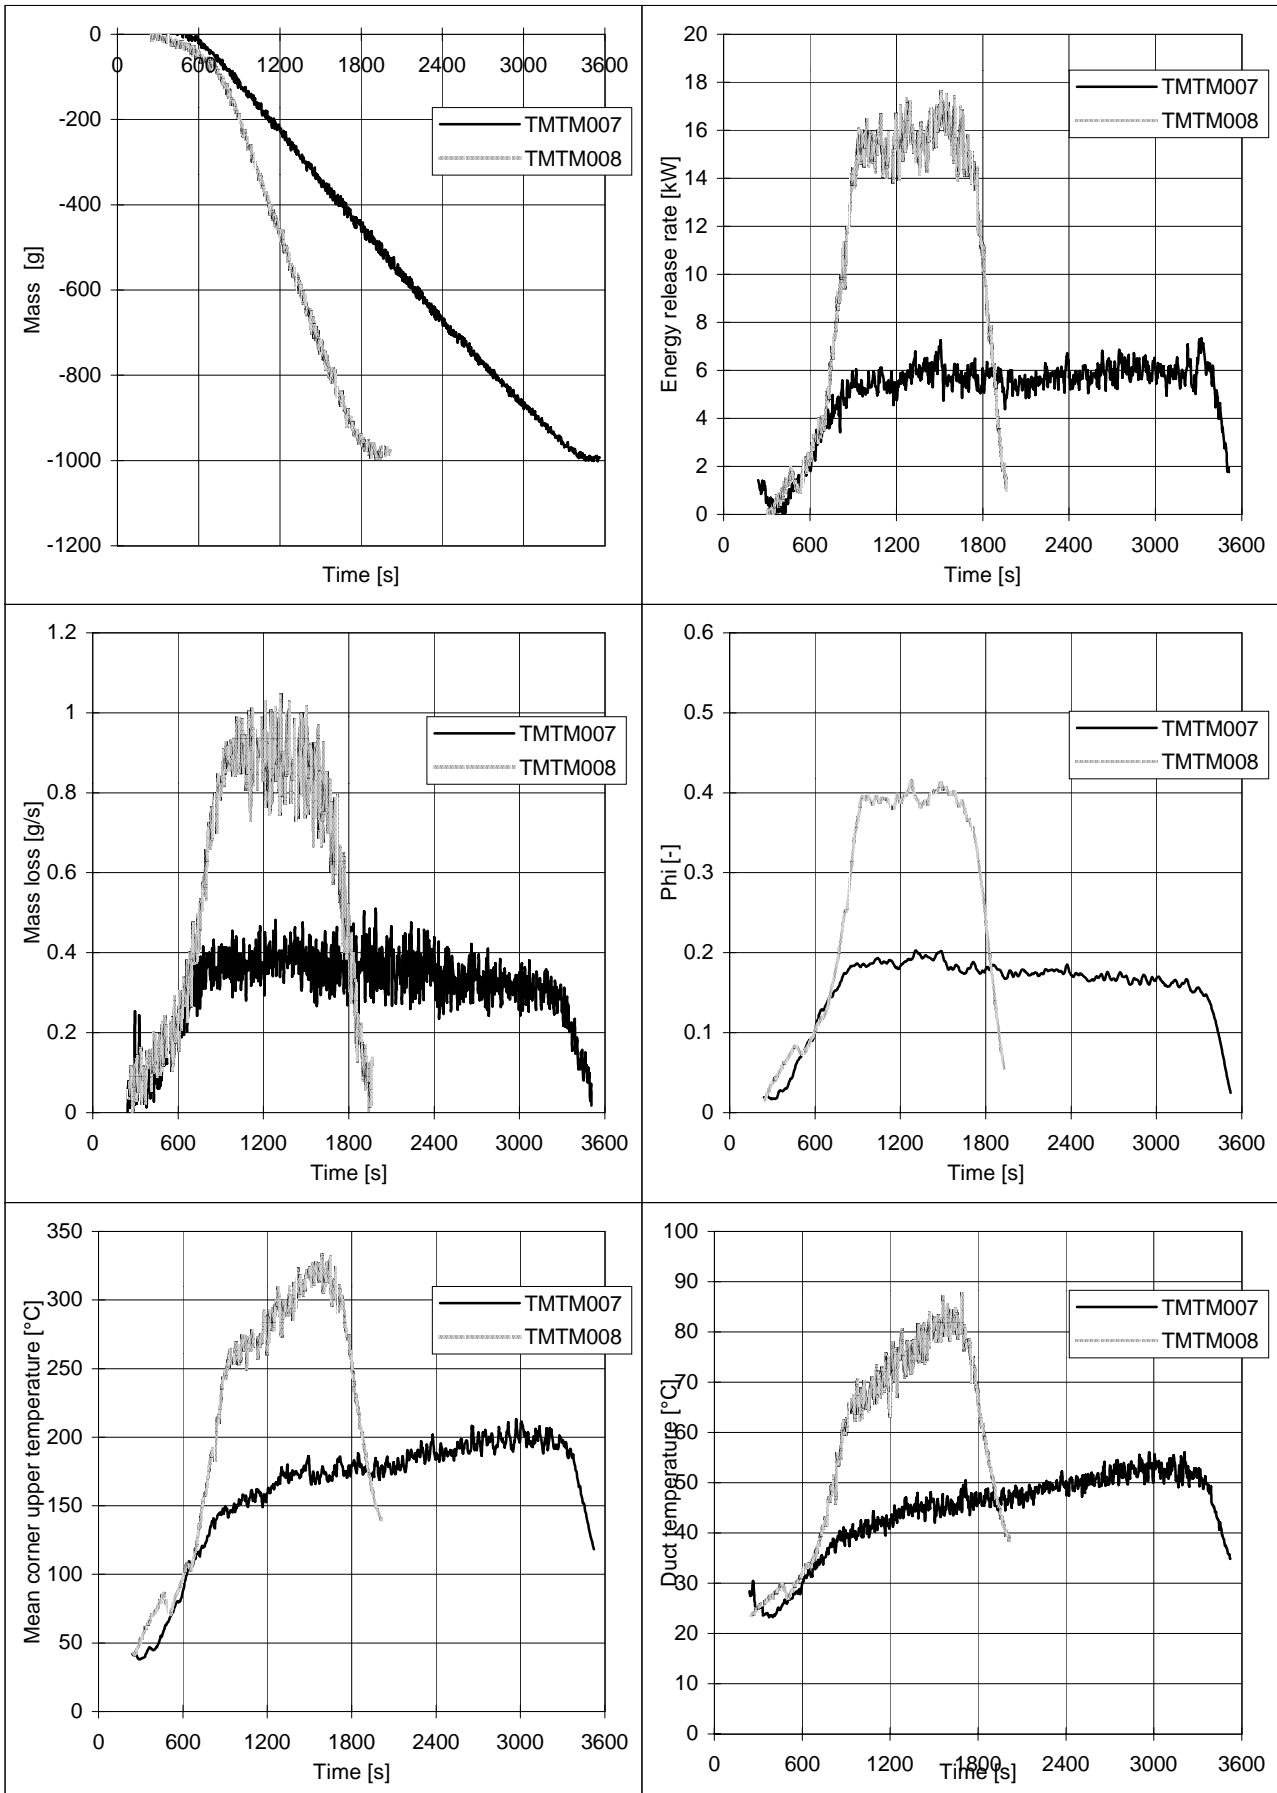 0
-200
-400
-600
-800
-1000
-1200
0 600 1200 1800 2400 3000 3600
Mass [g]
Time [s]
TMTM007
TMTM008
20
18
16
14
12
10
8
6
4
2
0
0 600 1200 1800 2400 3000 3600
Energy release rate [kW]
Time [s]
TMTM007
TMTM008
1.2
1
0.8
0.6
0.4
0.2
0
0 600 1200 1800 2400 3000 3600
Mass loss [g/s]
Time [s]
TMTM007
TMTM008
0.6
0.5
0.4
0.3
0.2
0.1
0
0 600 1200 1800 2400 3000 3600
Phi [-]
Time [s]
TMTM007
TMTM008
350
300
250
200
150
100
50
0
0 600 1200 1800 2400 3000 3600
Mean corner upper temperature [°C]
Time [s]
TMTM007
TMTM008
100
90
80
70
60
50
40
30
20
10
0
0 600 1200 1800 2400 3000 3600
Duct temperature [°C]
Time [s]
TMTM007
TMTM008